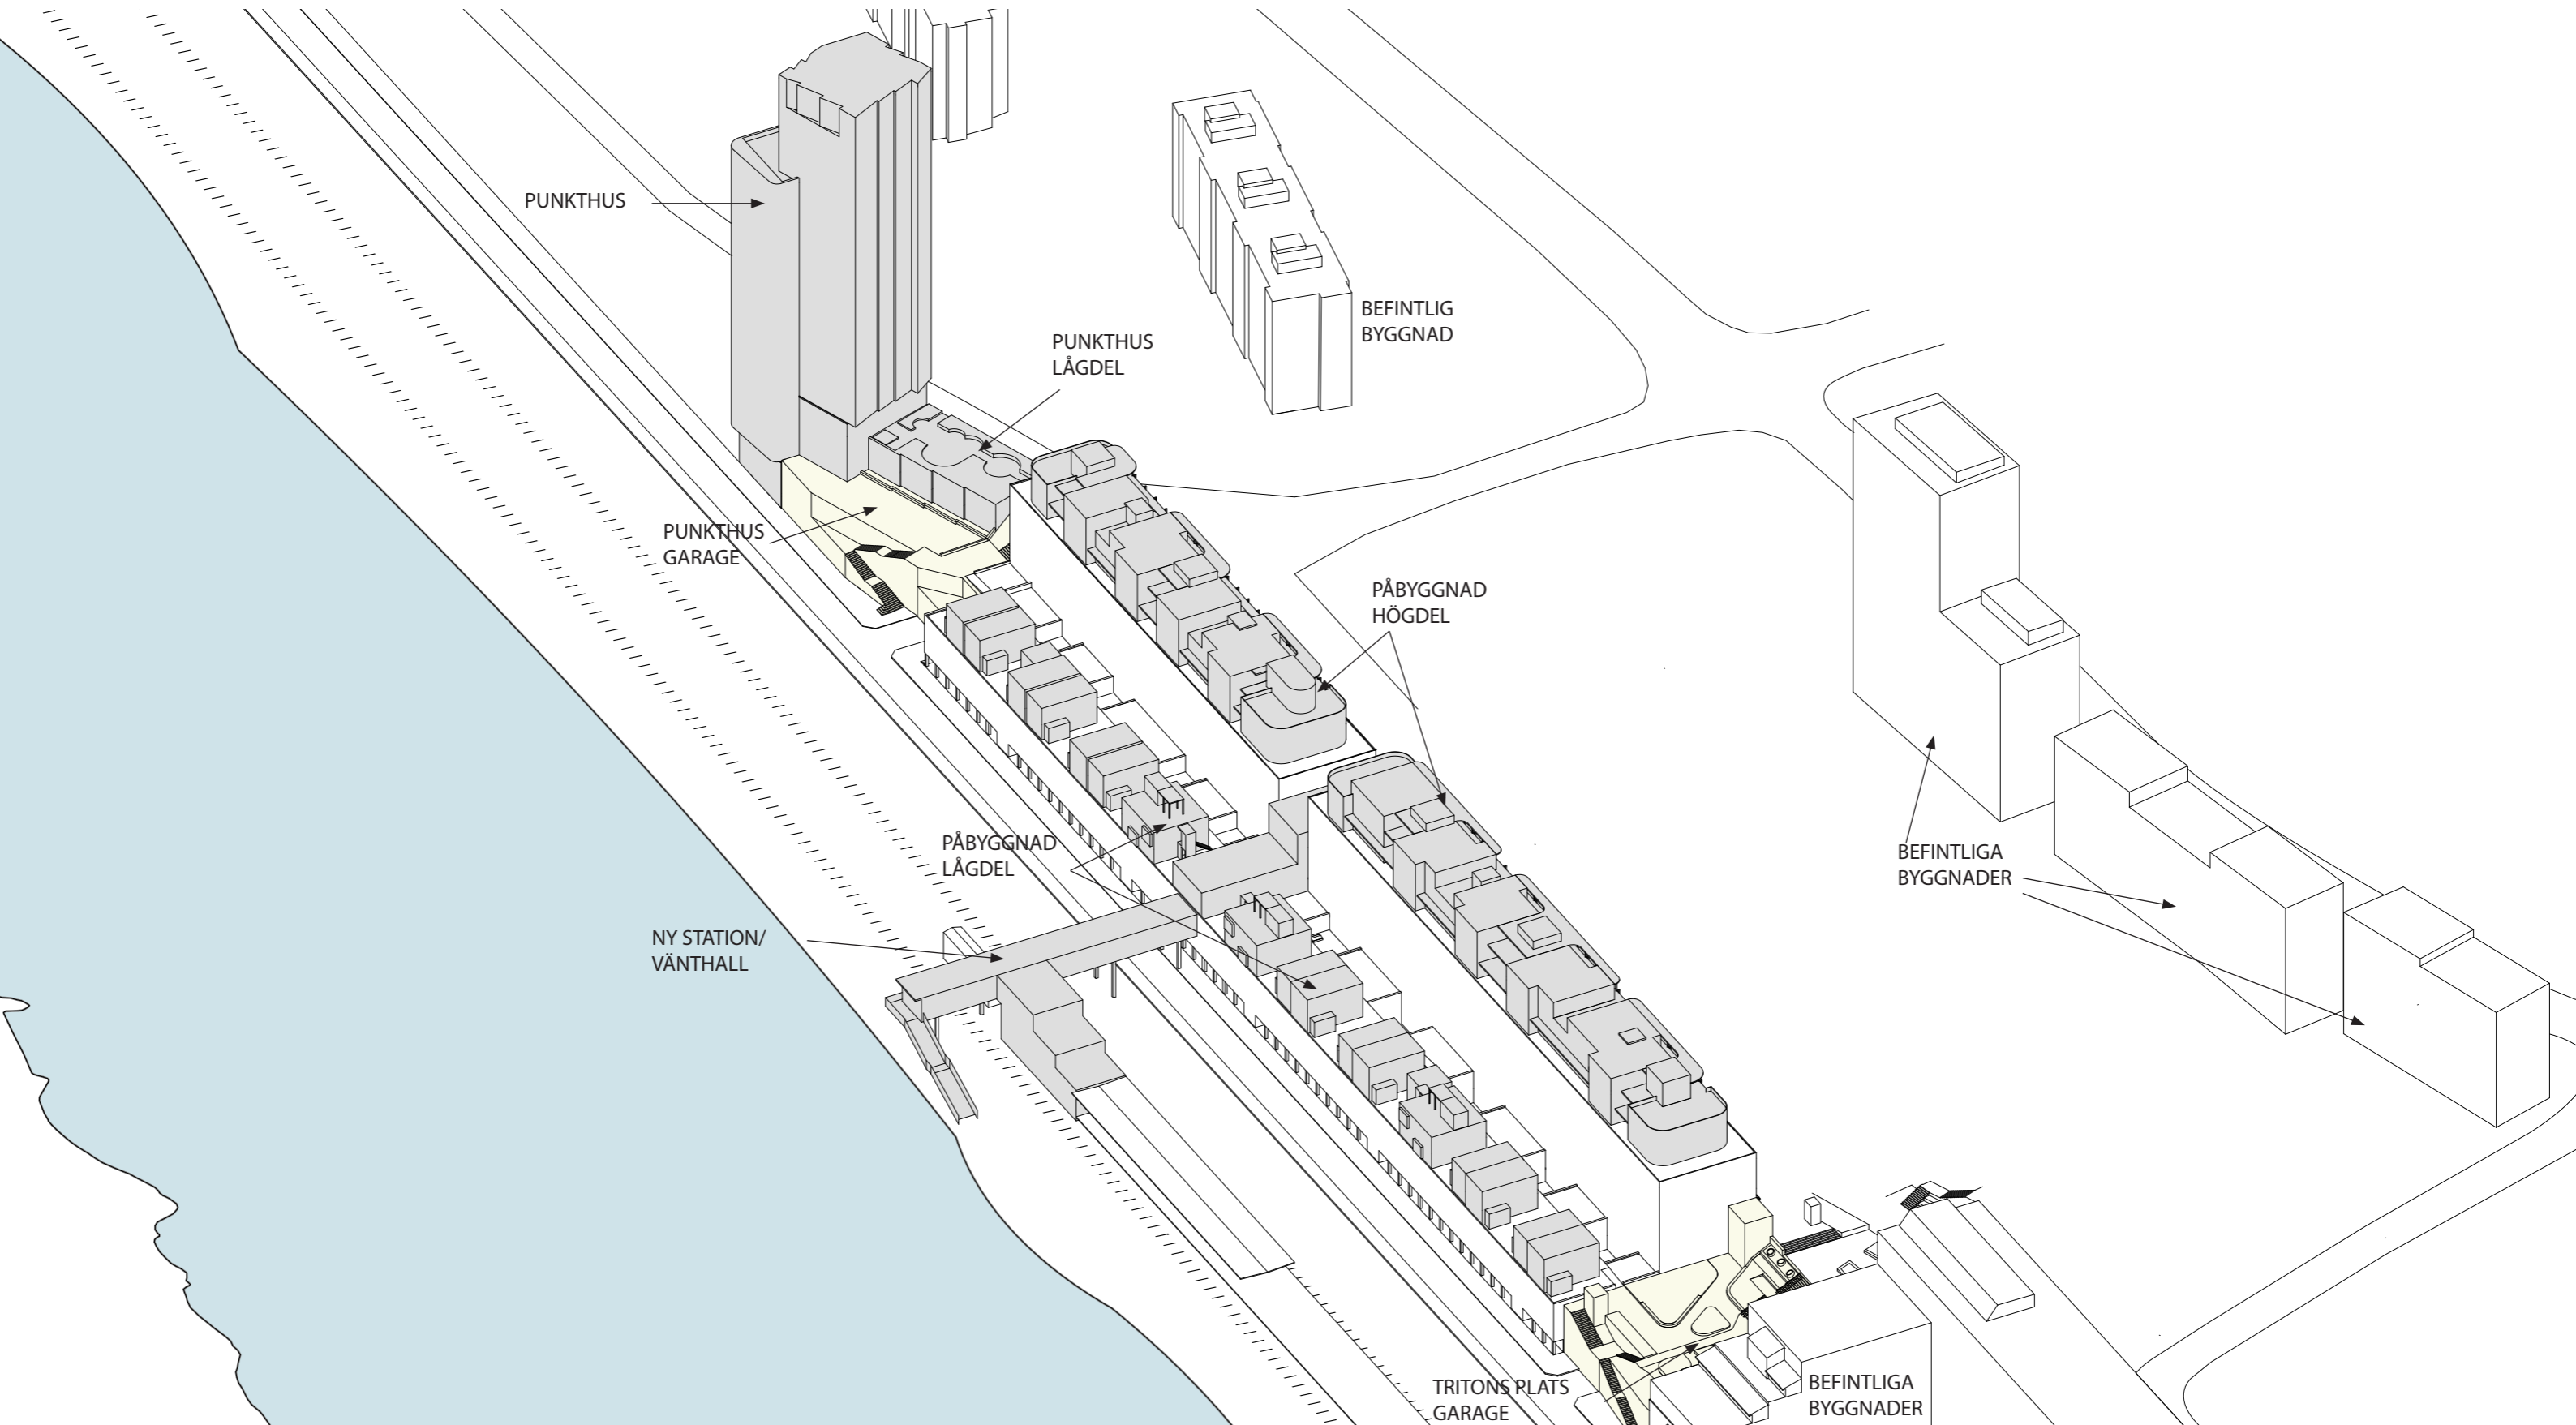 PUNKTHUS
BEFINTLIG
BYGGNAD
PUNKTHUS
LÅGDEL
PUNKTHUS
GARAGE
PÅBYGGNAD
HÖGDEL
PÅBYGGNAD
LÅGDEL
BEFINTLIGA
BYGGNADER
NY STATION/
VÄNTHALL
TRITONS PLATS
GARAGE
BEFINTLIGA
BYGGNADER